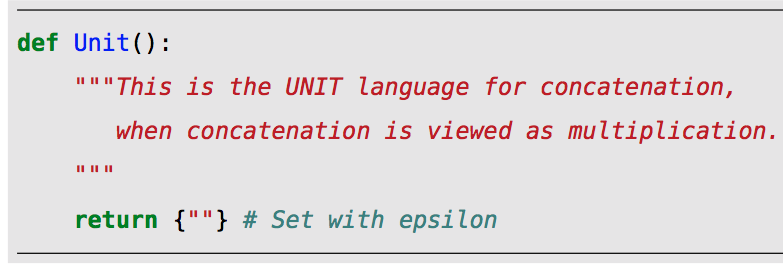 def Unit():
"""This is the UNIT language for concatenation,
when concatenation is viewed as multiplication.
"""
return {""} # Set with epsilon